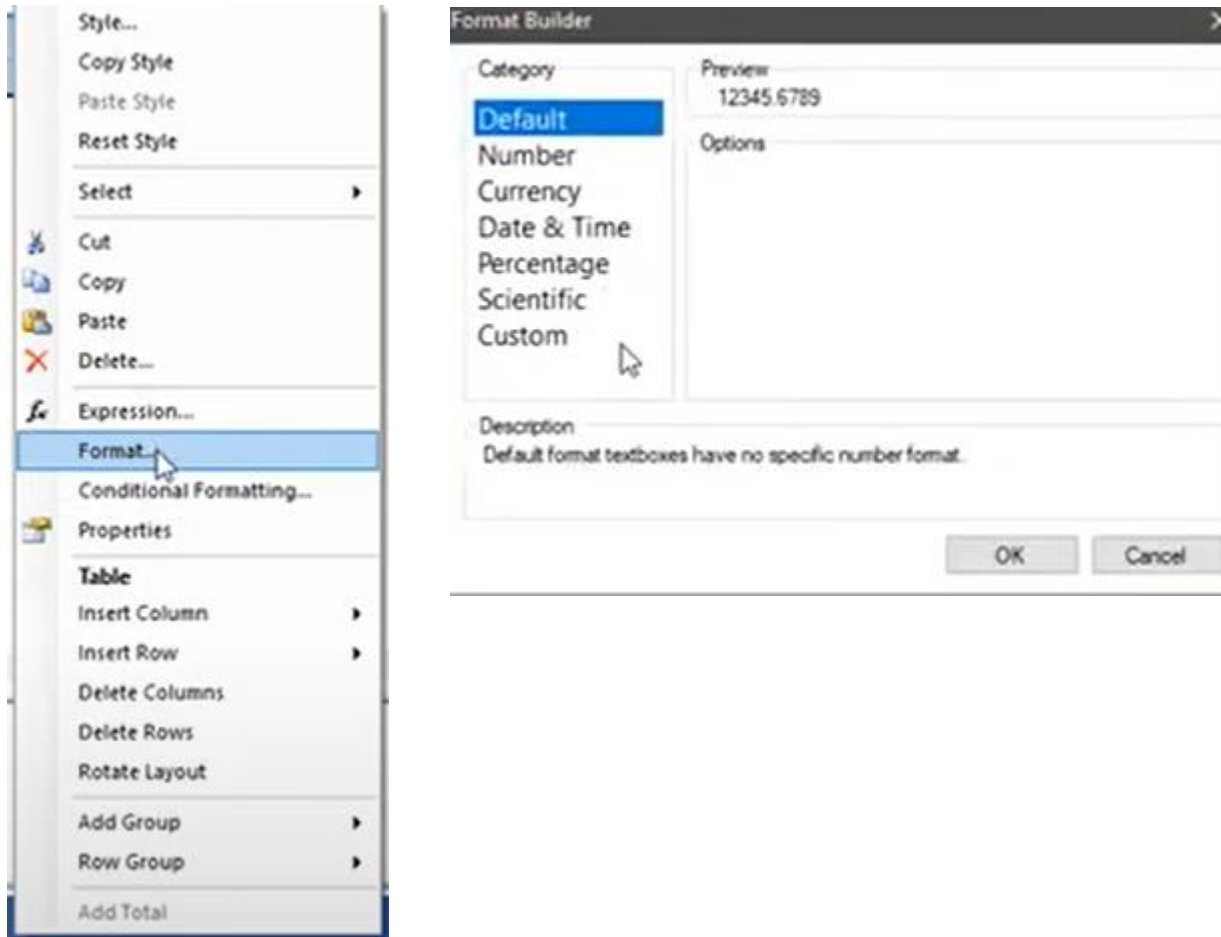 Style...
Copy Style
Paste Style
Reset Style
Select
Cut
Copy
Paste
Delete...
Expression...
Format...
Conditional Formatting...
Properties
Table
Insert Column
Insert Row
Delete Columns
Delete Rows
Rotate Layout
Add Group
Row Group
Add Total
Format Builder
Category
Default
Number
Currency
Date & Time
Percentage
Scientific
Custom
Preview
12345.6789
Options
Description
Default format textboxes have no specific number format.
OK
Cancel